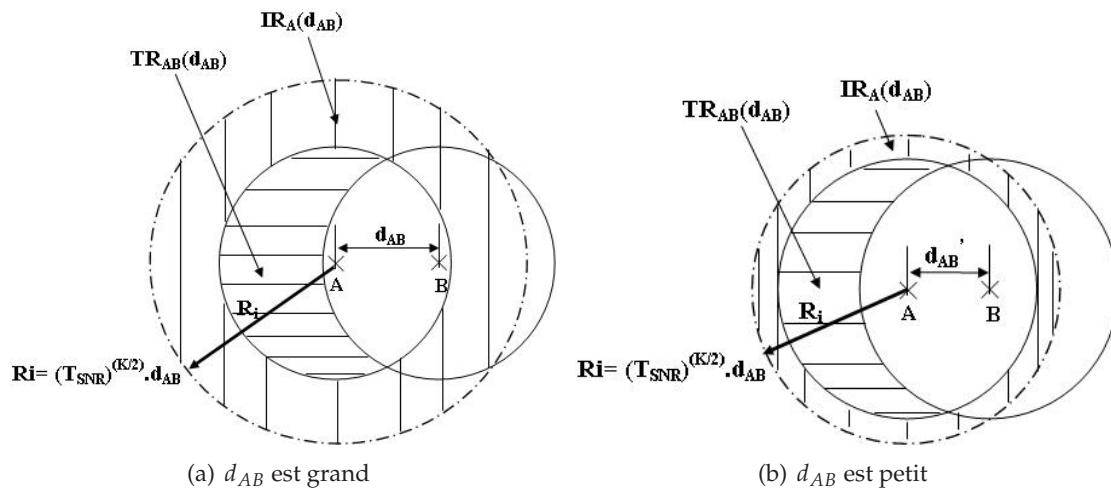 IR_A(d_AB)
TR_AB(d_AB)
d_AB
A
B
R_i
Ri= (T_SNR)^(K/2).d_AB
(a) d_AB est grand
IR_A(d_AB)
TR_AB(d_AB)
d_AB'
A
B
R_i
Ri= (T_SNR)^(K/2).d_AB
(b) d_AB est petit